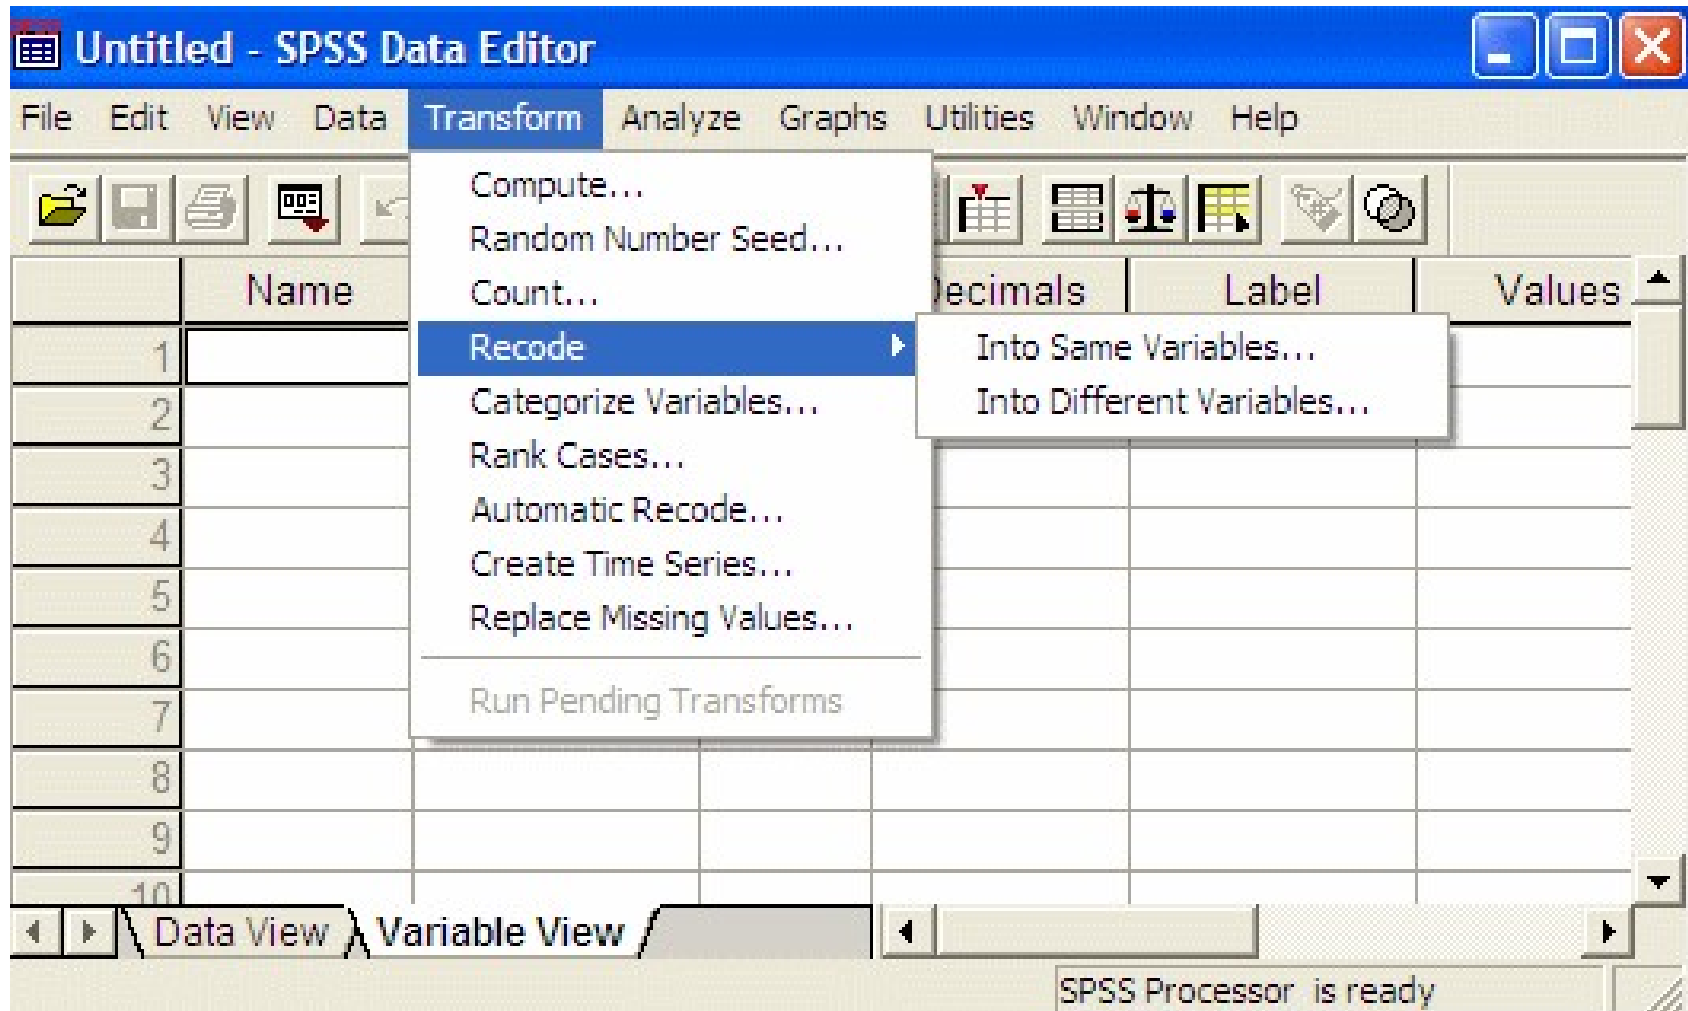 Untitled - SPSS Data Editor
File Edit View Data Transform Analyze Graphs Utilities Window Help
Compute...
Random Number Seed...
Count...
Recode
Categorize Variables...
Rank Cases...
Automatic Recode...
Create Time Series...
Replace Missing Values...
Run Pending Transforms
Into Same Variables...
Into Different Variables...
Name ecimals Label Values
1
2
3
4
5
6
7
8
9
10
Data View Variable View
SPSS Processor is ready